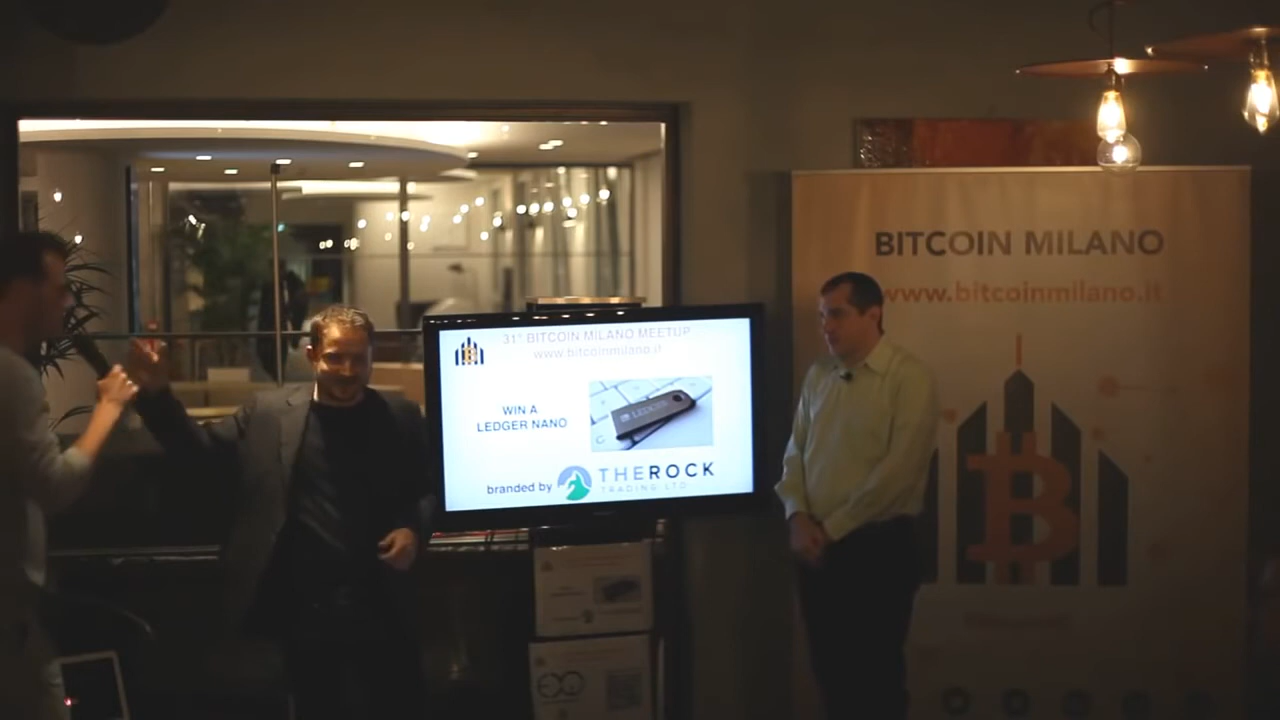 31° BITCOIN MILANO MEETUP
www.bitcoinmilano.it
WIN A
LEDGER NANO
LEDGER
branded by THEROCK
TRADING LTD
BITCOIN MILANO
www.bitcoinmilano.it